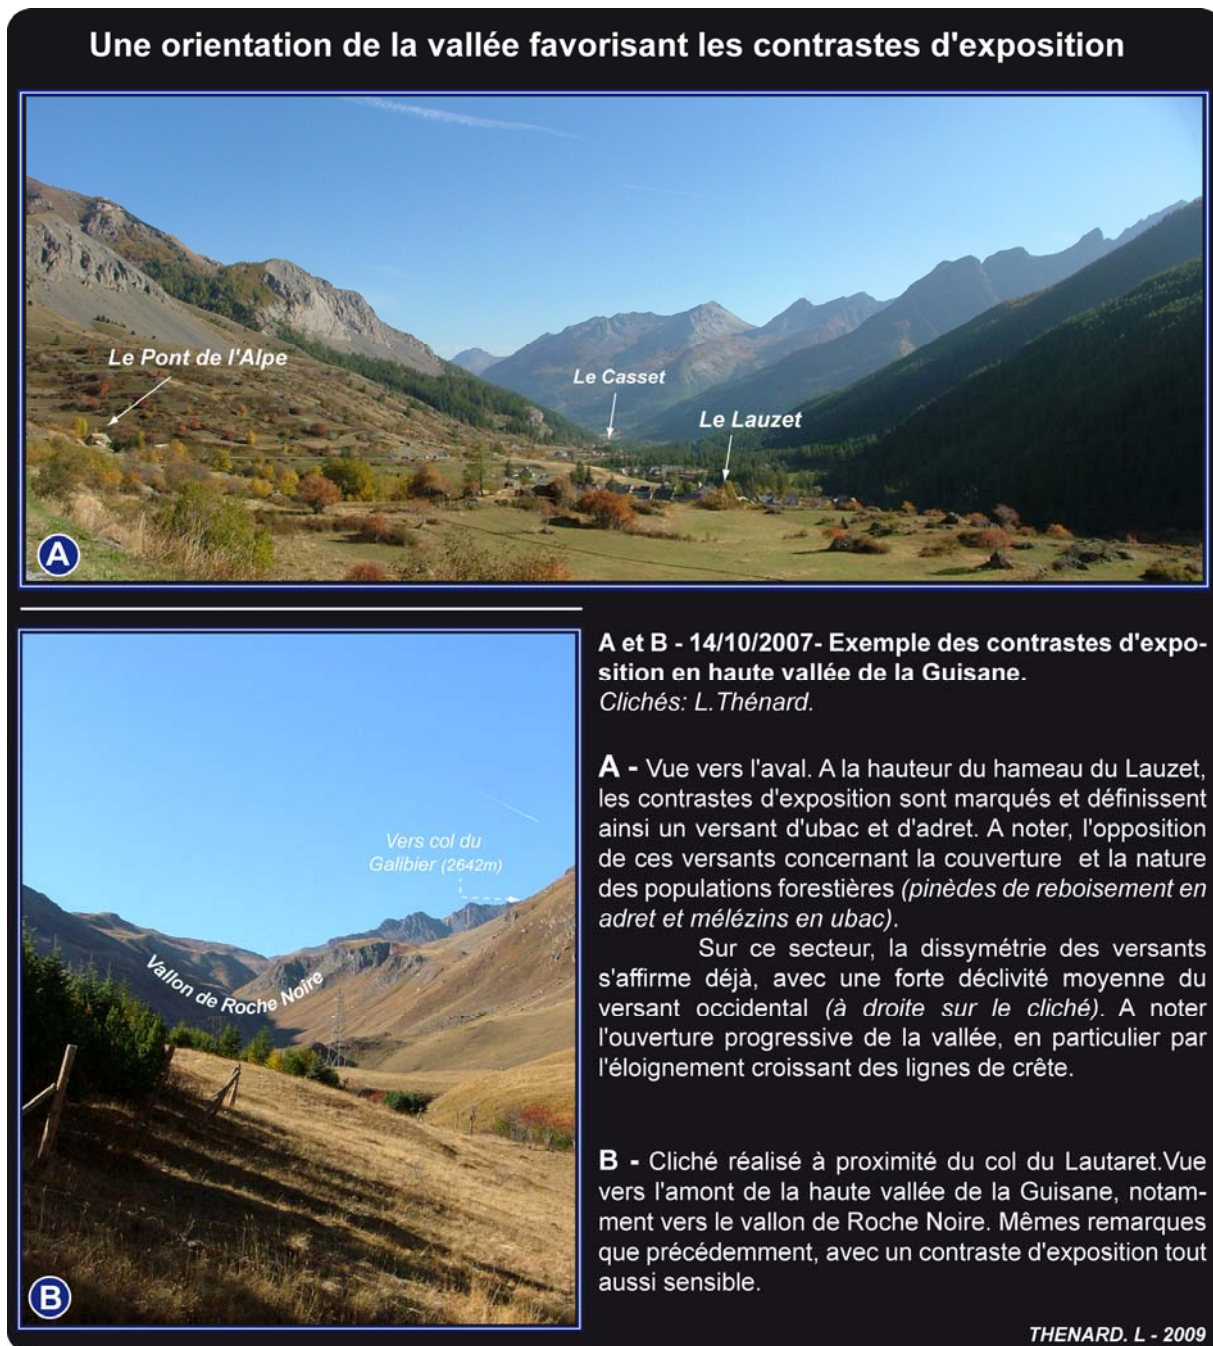 Une orientation de la vallée favorisant les contrastes d'exposition
Le Pont de l'Alpe
Le Casset
Le Lauzet
A
Vers col du
Galibier (2642m)
Vallon de Roche Noire
B
A et B - 14/10/2007- Exemple des contrastes d'expo-
sition en haute vallée de la Guisane.
Clichés: L.Thénard.
A - Vue vers l'aval. A la hauteur du hameau du Lauzet,
les contrastes d'exposition sont marqués et définissent
ainsi un versant d'ubac et d'adret. A noter, l'opposition
de ces versants concernant la couverture et la nature
des populations forestières (pinèdes de reboisement en
adret et mélézins en ubac).
Sur ce secteur, la dissymétrie des versants
s'affirme déjà, avec une forte déclivité moyenne du
versant occidental (à droite sur le cliché). A noter
l'ouverture progressive de la vallée, en particulier par
l'éloignement croissant des lignes de crête.
B - Cliché réalisé à proximité du col du Lautaret.Vue
vers l'amont de la haute vallée de la Guisane, notam-
ment vers le vallon de Roche Noire. Mêmes remarques
que précédemment, avec un contraste d'exposition tout
aussi sensible.
THENARD. L - 2009